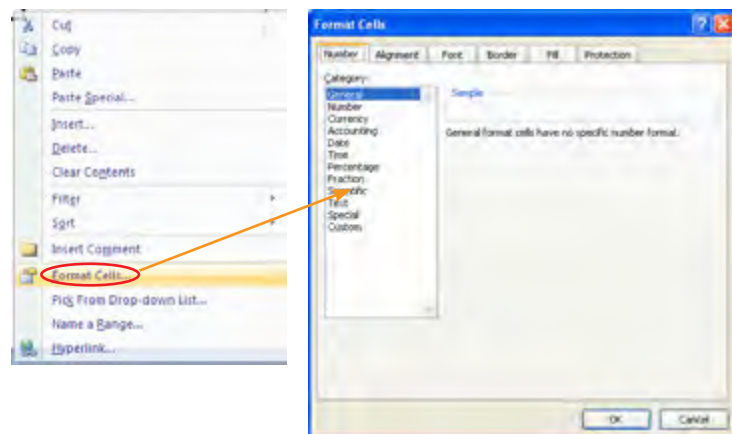 Cut
Copy
Paste
Paste Special...
Insert...
Delete...
Clear Contents
Filter
Sort
Insert Comment
Format Cells...
Pick From Drop-down List...
Name a Range...
Hyperlink...
Format Cells
Number Alignment Font Border Fill Protection
Category:
General
Number
Currency
Accounting
Date
Time
Percentage
Fraction
Scientific
Text
Special
Custom
Sample
General format cells have no specific number format.
OK Cancel